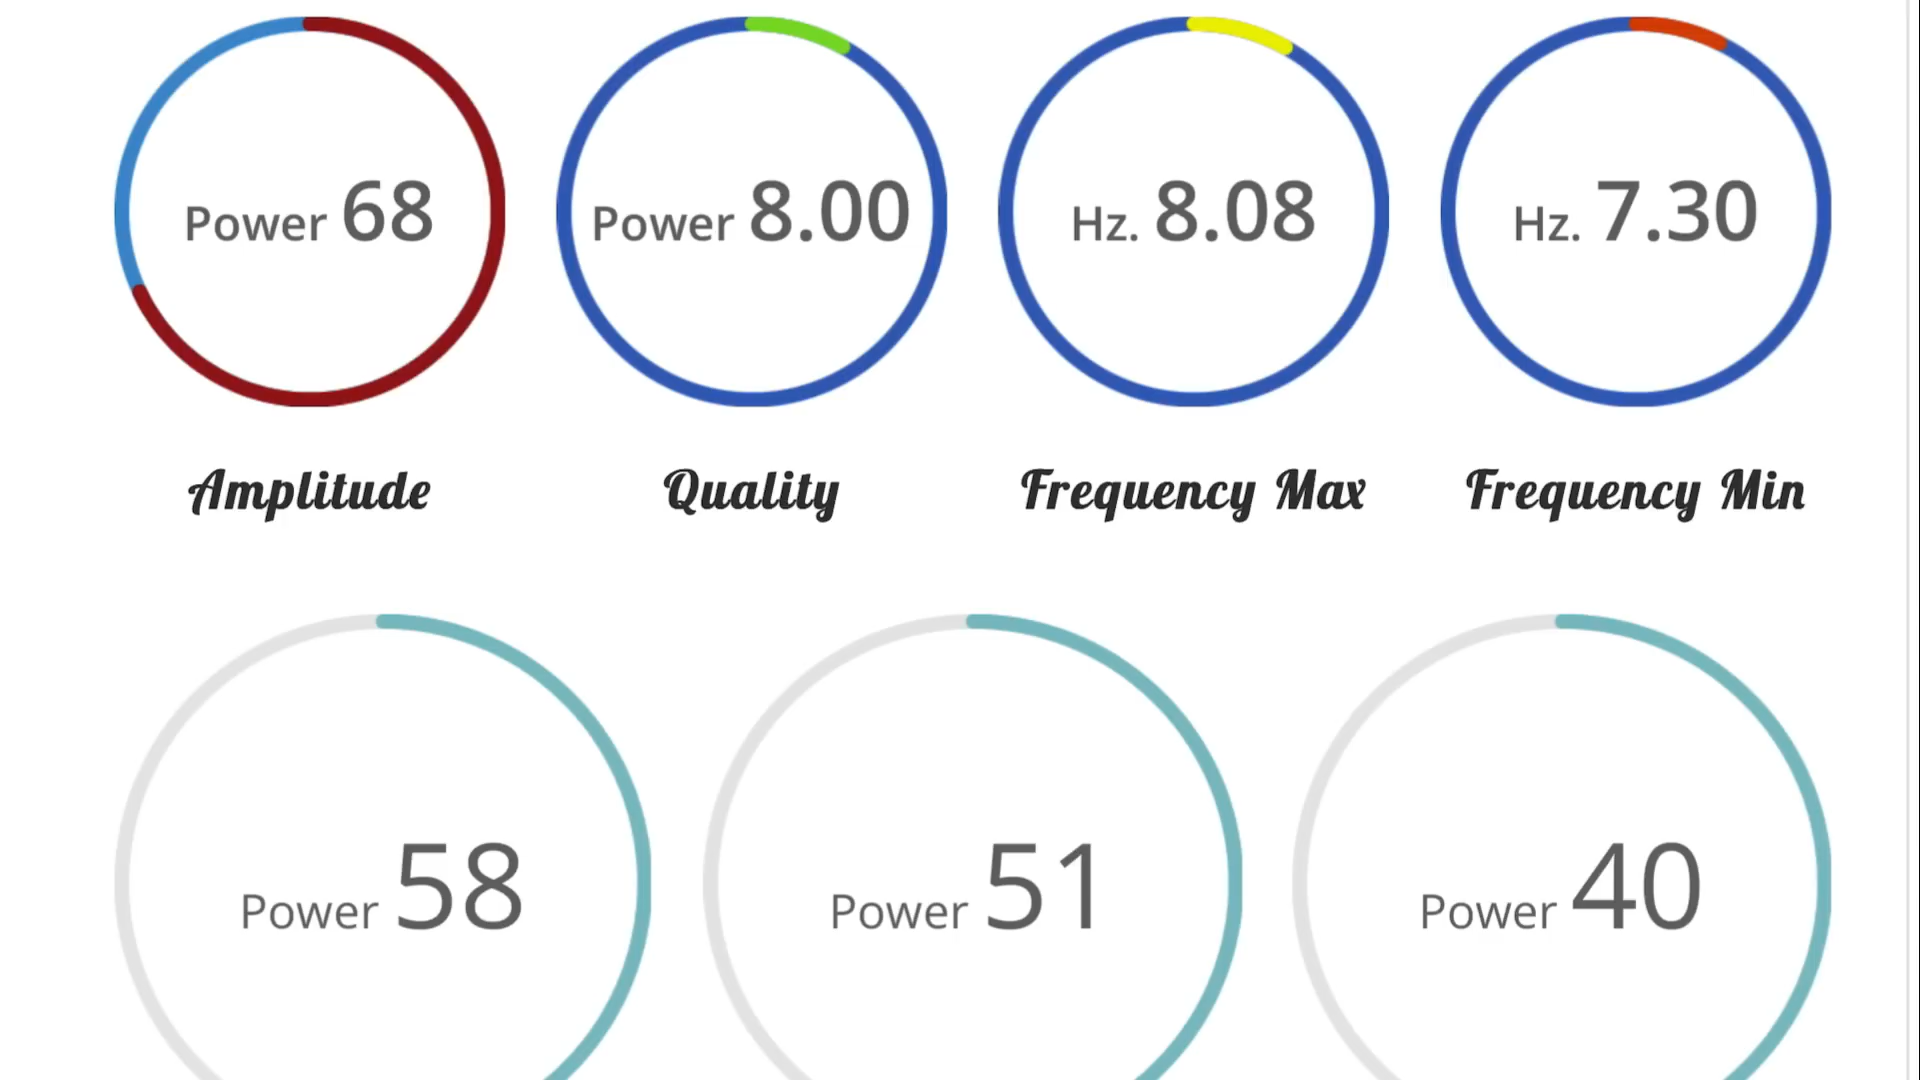 Power 68
Power 8.00
Hz. 8.08
Hz. 7.30
Amplitude
Quality
Frequency Max
Frequency Min
Power 58
Power 51
Power 40